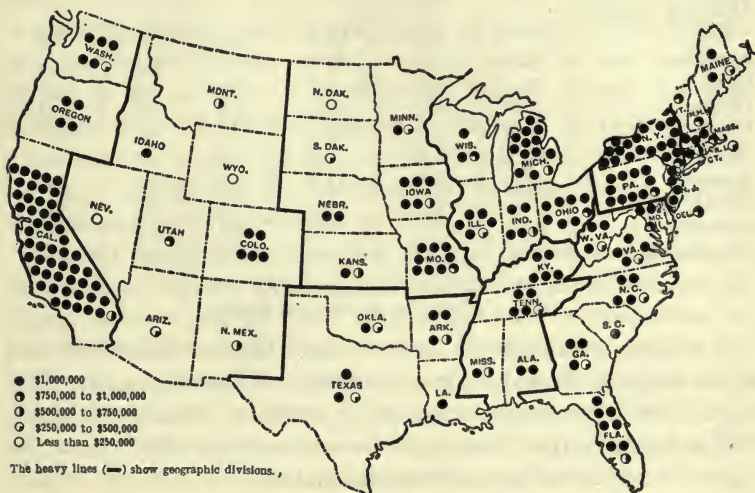 WASH.
MONT.
N. DAK.
MINN.
MAINE
OREGON
IDAHO
WYO.
S. DAK.
WIS.
MICH.
N. Y.
N.H.
MASS.
R.I.
CT.
NEV.
UTAH
COLO.
NEBR.
IOWA
ILL.
IND.
OHIO
PA.
N. J.
MD.
DEL.
CAL.
KANS.
MO.
KY.
W. VA.
VA.
ARIZ.
N. MEX.
OKLA.
ARK.
TENN.
N. C.
S. C.
TEXAS
LA.
MISS.
ALA.
GA.
FLA.
$1,000,000
$750,000 to $1,000,000
$500,000 to $750,000
$250,000 to $500,000
Less than $250,000
The heavy lines (━) show geographic divisions.